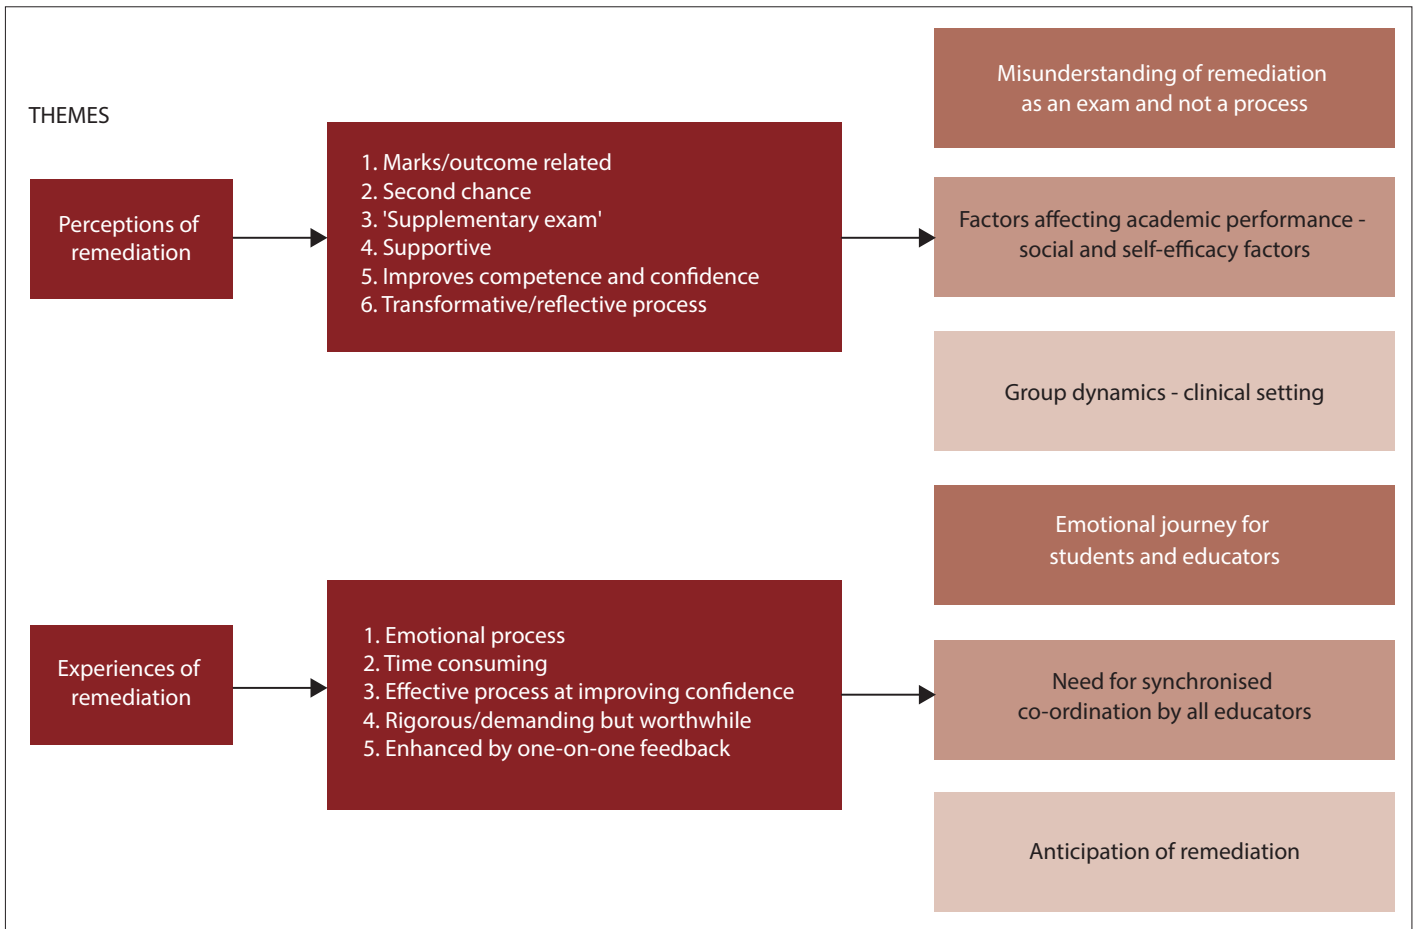 THEMES
Perceptions of
remediation
1. Marks/outcome related
2. Second chance
3. 'Supplementary exam'
4. Supportive
5. Improves competence and confidence
6. Transformative/reflective process
Misunderstanding of remediation
as an exam and not a process
Factors affecting academic performance -
social and self-efficacy factors
Group dynamics - clinical setting
Experiences of
remediation
1. Emotional process
2. Time consuming
3. Effective process at improving confidence
4. Rigorous/demanding but worthwhile
5. Enhanced by one-on-one feedback
Emotional journey for
students and educators
Need for synchronised
co-ordination by all educators
Anticipation of remediation